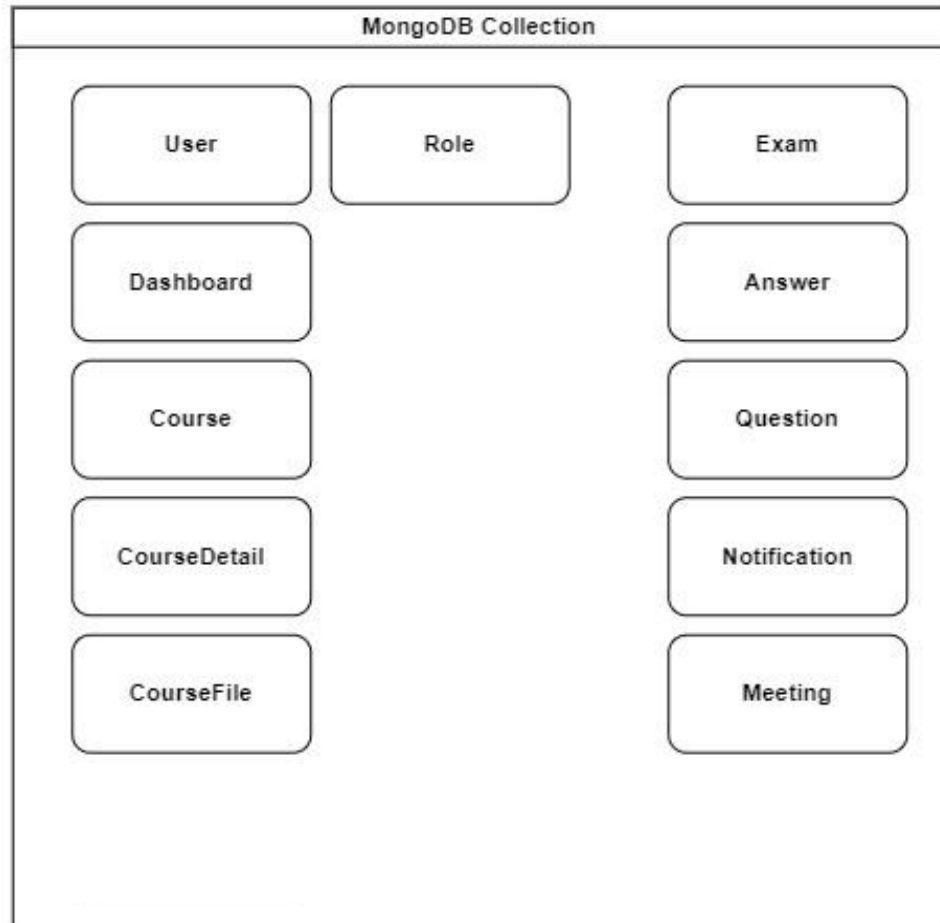 MongoDB Collection
User
Role
Exam
Dashboard
Answer
Course
Question
CourseDetail
Notification
CourseFile
Meeting